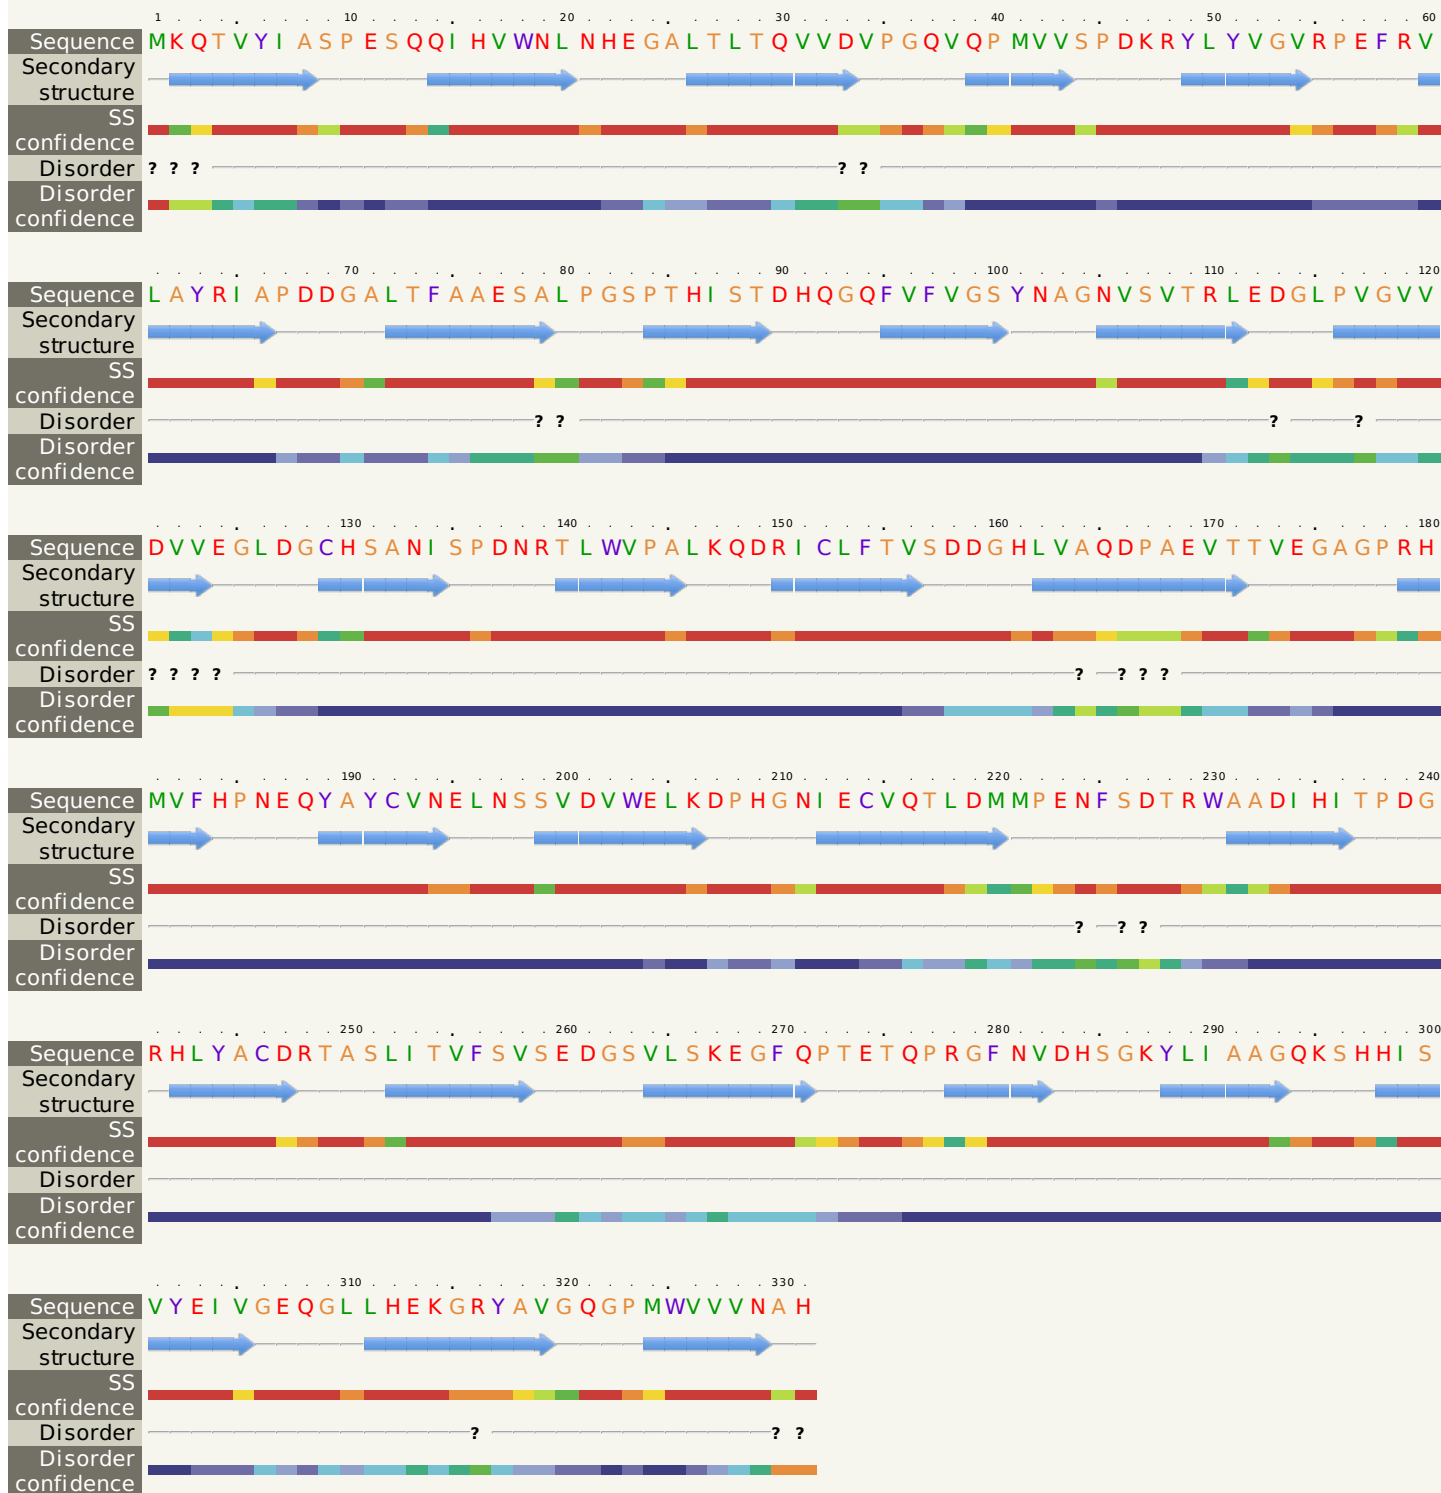 1 10 20 30 40 50 60
Sequence MKQTVYIASPESQQIHVWNLNHEGALTLTQVVDVPGQVQPMVVSPDKRYLYVGVRPEFRV
Secondary
structure
SS
confidence
Disorder ? ? ? ? ?
Disorder
confidence
70 80 90 100 110 120
Sequence LAYRIAPDDGALTFAAESALPGSPTHISTDHQGQFVFVGSYNAGNVSVTRLEDGLPVGVV
Secondary
structure
SS
confidence
Disorder ? ? ? ?
Disorder
confidence
130 140 150 160 170 180
Sequence DVVEGLDGCHSANISPDNRTLWVPALKQDRICLFTVSDDGHLVAQDPAEVTTVEGAGPRH
Secondary
structure
SS
confidence
Disorder ? ? ? ? ? ? ? ?
Disorder
confidence
190 200 210 220 230 240
Sequence MVFHPNEQYAYCVNELNSSVDVWELKDPHGNIECVQTLDMMPENFSDTRWAADIHITPDG
Secondary
structure
SS
confidence
Disorder ? ? ?
Disorder
confidence
250 260 270 280 290 300
Sequence RHLYACDRTASLITVFSVSEDGSVLSKEGFQPTETQPRGFNVDHSGKYLIAAGQKSHHIS
Secondary
structure
SS
confidence
Disorder
Disorder
confidence
310 320 330
Sequence VYEIVGEQGLLHEKGRYAVGQGPMWVVVNAH
Secondary
structure
SS
confidence
Disorder ? ? ?
Disorder
confidence